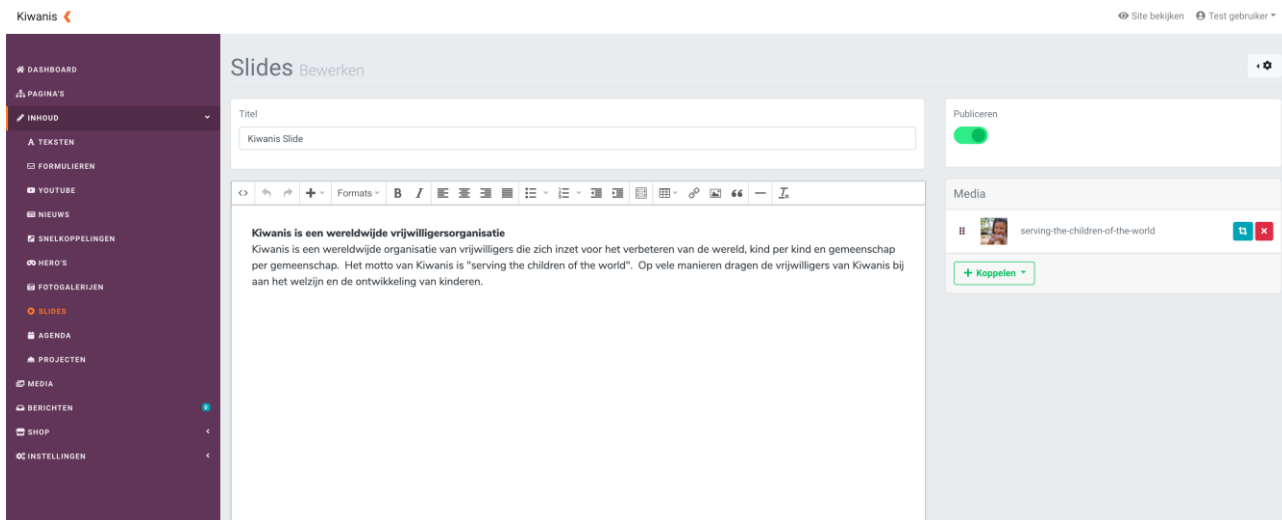 Kiwanis
Site bekijken
Test gebruiker
DASHBOARD
PAGINA'S
INHOUD
TEKSTEN
FORMULIEREN
YOUTUBE
NIEUWS
SNELKOPPELINGEN
HERO'S
FOTOGALERIJEN
SLIDES
AGENDA
PROJECTEN
MEDIA
BERICHTEN 0
SHOP
INSTELLINGEN
Slides Bewerken
Titel
Kiwanis Slide
Formats B I
Kiwanis is een wereldwijde vrijwilligersorganisatie
Kiwanis is een wereldwijde organisatie van vrijwilligers die zich inzet voor het verbeteren van de wereld, kind per kind en gemeenschap
per gemeenschap. Het motto van Kiwanis is "serving the children of the world". Op vele manieren dragen de vrijwilligers van Kiwanis bij
aan het welzijn en de ontwikkeling van kinderen.
Publiceren
Media
serving-the-children-of-the-world
Koppelen